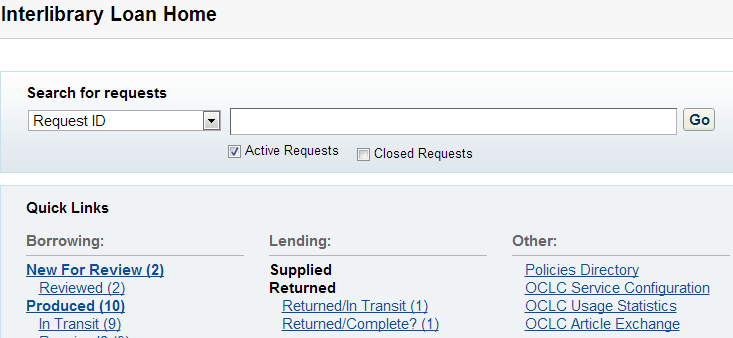 Interlibrary Loan Home
Search for requests
Request ID
Go
Active Requests
Closed Requests
Quick Links
Borrowing:
New For Review (2)
Reviewed (2)
Produced (10)
In Transit (9)
Lending:
Supplied
Returned
Returned/In Transit (1)
Returned/Complete? (1)
Other:
Policies Directory
OCLC Service Configuration
OCLC Usage Statistics
OCLC Article Exchange